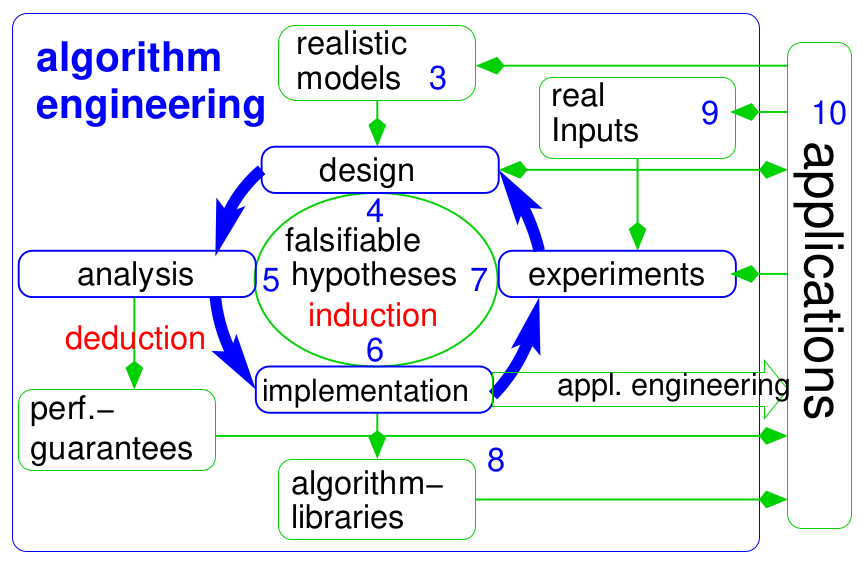 algorithm
engineering
realistic
models 3
real
Inputs 9
10
applications
design
4
falsifiable
hypotheses
induction
5
7
6
analysis
experiments
deduction
implementation
appl. engineering
perf.–
guarantees
8
algorithm–
libraries